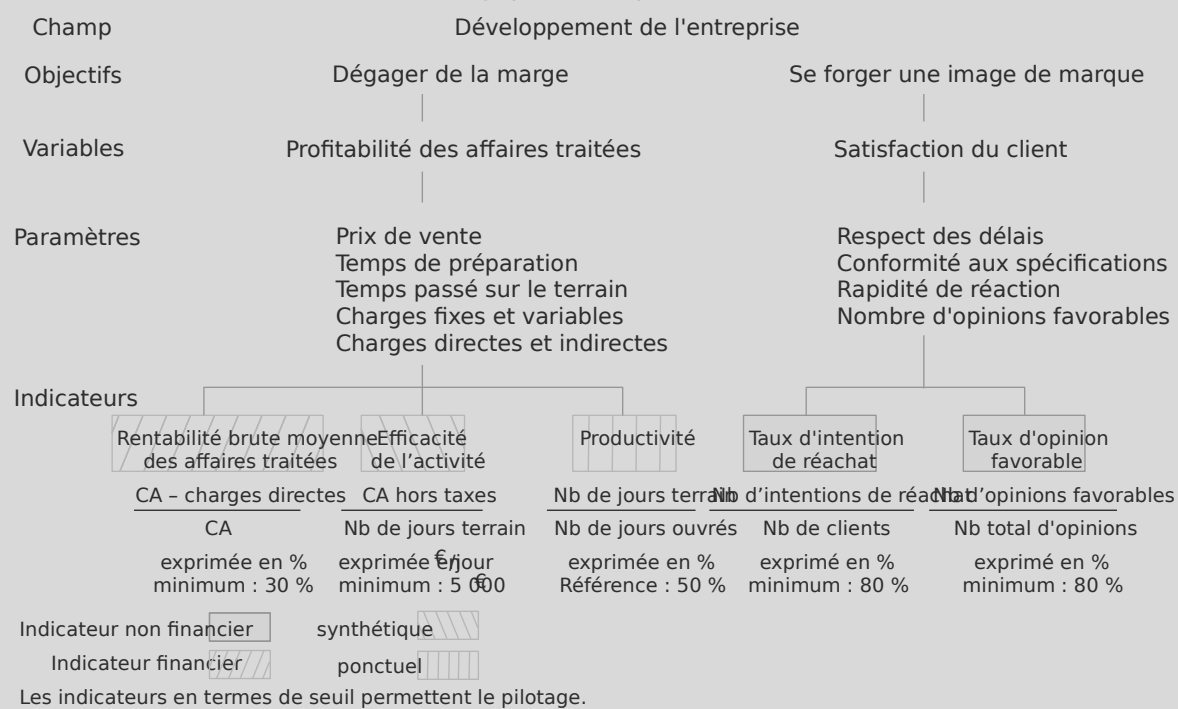 Champ
Développement de l'entreprise
Objectifs
Dégager de la marge
Se forger une image de marque
Variables
Profitabilité des affaires traitées
Satisfaction du client
Paramètres
Prix de vente
Temps de préparation
Temps passé sur le terrain
Charges fixes et variables
Charges directes et indirectes
Respect des délais
Conformité aux spécifications
Rapidité de réaction
Nombre d'opinions favorables
Indicateurs
Rentabilité brute moyenne
des affaires traitées
CA – charges directes
CA
exprimée en %
minimum : 30 %
Efficacité
de l’activité
CA hors taxes
Nb de jours terrain
exprimée en €/jour
minimum : 5 000 €
Productivité
Nb de jours terrain
Nb de jours ouvrés
exprimée en %
Référence : 50 %
Taux d'intention
de réachat
Nb d’intentions de réachat
Nb de clients
exprimé en %
minimum : 80 %
Taux d'opinion
favorable
Nb d’opinions favorables
Nb total d'opinions
exprimé en %
minimum : 80 %
Indicateur non financier
synthétique
Indicateur financier
ponctuel
Les indicateurs en termes de seuil permettent le pilotage.